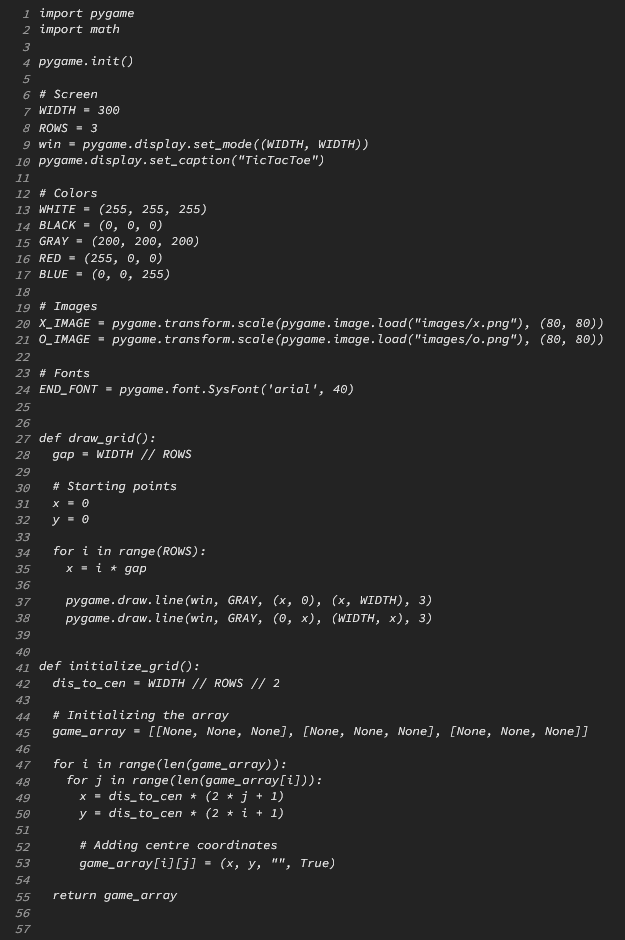 1 import pygame
2 import math
3
4 pygame.init()
5
6 # Screen
7 WIDTH = 300
8 ROWS = 3
9 win = pygame.display.set_mode((WIDTH, WIDTH))
10 pygame.display.set_caption("TicTacToe")
11
12 # Colors
13 WHITE = (255, 255, 255)
14 BLACK = (0, 0, 0)
15 GRAY = (200, 200, 200)
16 RED = (255, 0, 0)
17 BLUE = (0, 0, 255)
18
19 # Images
20 X_IMAGE = pygame.transform.scale(pygame.image.load("images/x.png"), (80, 80))
21 O_IMAGE = pygame.transform.scale(pygame.image.load("images/o.png"), (80, 80))
22
23 # Fonts
24 END_FONT = pygame.font.SysFont('arial', 40)
25
26
27 def draw_grid():
28   gap = WIDTH // ROWS
29
30   # Starting points
31   x = 0
32   y = 0
33
34   for i in range(ROWS):
35     x = i * gap
36
37     pygame.draw.line(win, GRAY, (x, 0), (x, WIDTH), 3)
38     pygame.draw.line(win, GRAY, (0, x), (WIDTH, x), 3)
39
40
41 def initialize_grid():
42   dis_to_cen = WIDTH // ROWS // 2
43
44   # Initializing the array
45   game_array = [[None, None, None], [None, None, None], [None, None, None]]
46
47   for i in range(len(game_array)):
48     for j in range(len(game_array[i])):
49       x = dis_to_cen * (2 * j + 1)
50       y = dis_to_cen * (2 * i + 1)
51
52       # Adding centre coordinates
53       game_array[i][j] = (x, y, "", True)
54
55   return game_array
56
57